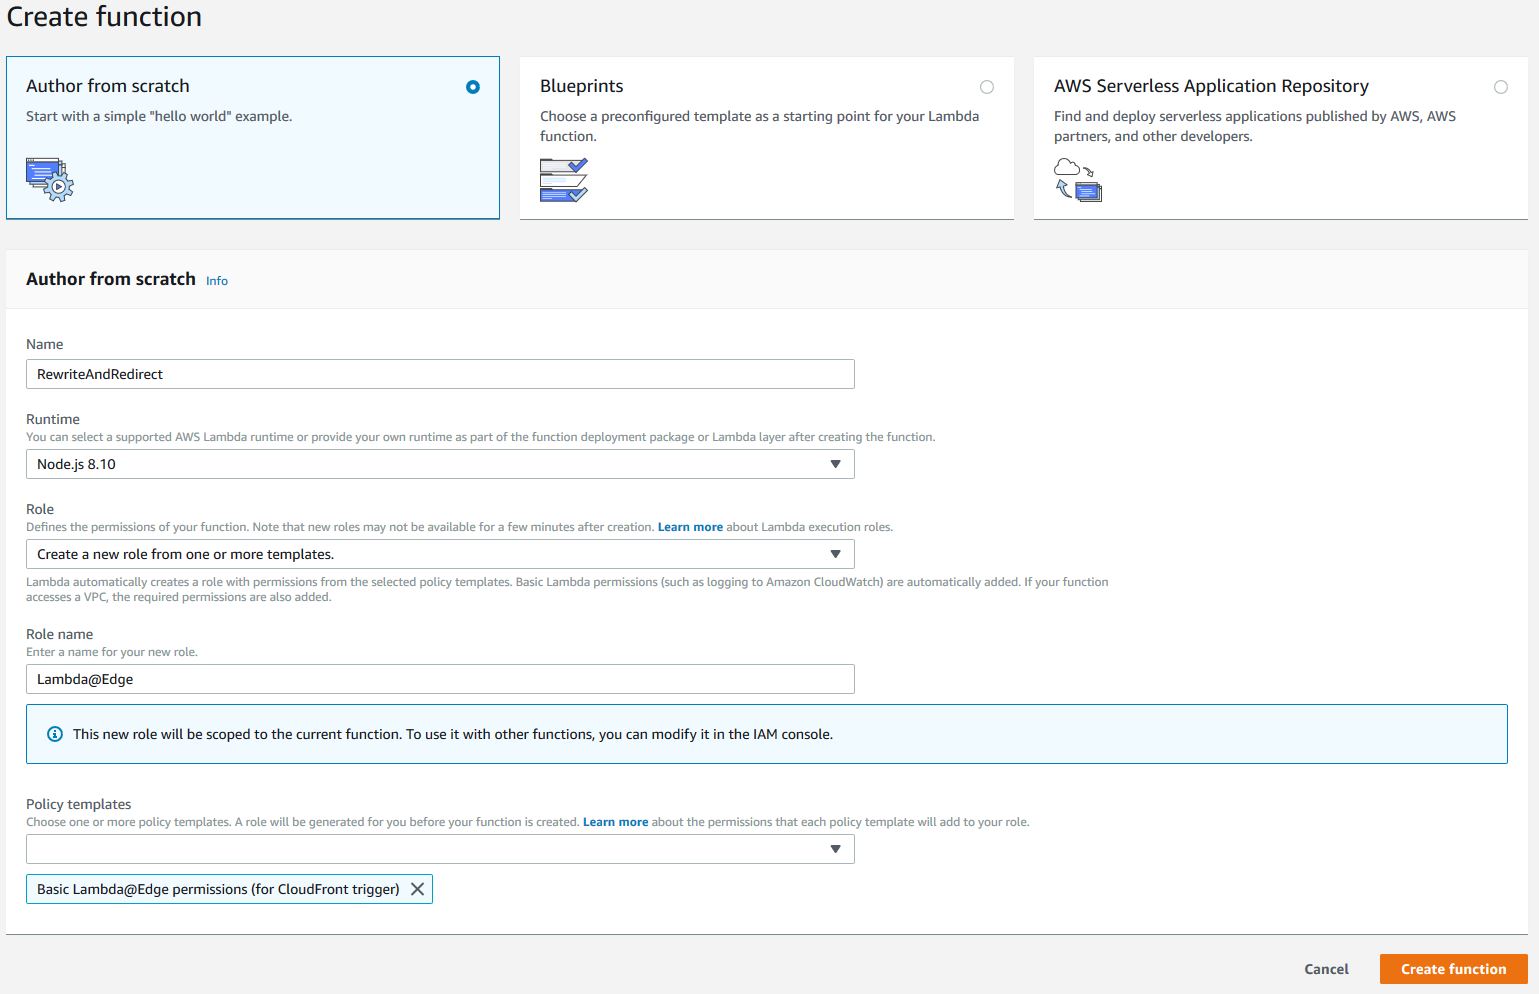 Create function
Author from scratch
Start with a simple "hello world" example.
Blueprints
Choose a preconfigured template as a starting point for your Lambda
function.
AWS Serverless Application Repository
Find and deploy serverless applications published by AWS, AWS
partners, and other developers.
Author from scratch Info
Name
RewriteAndRedirect
Runtime
You can select a supported AWS Lambda runtime or provide your own runtime as part of the function deployment package or Lambda layer after creating the function.
Node.js 8.10
Role
Defines the permissions of your function. Note that new roles may not be available for a few minutes after creation. Learn more about Lambda execution roles.
Create a new role from one or more templates.
Lambda automatically creates a role with permissions from the selected policy templates. Basic Lambda permissions (such as logging to Amazon CloudWatch) are automatically added. If your function
accesses a VPC, the required permissions are also added.
Role name
Enter a name for your new role.
Lambda@Edge
This new role will be scoped to the current function. To use it with other functions, you can modify it in the IAM console.
Policy templates
Choose one or more policy templates. A role will be generated for you before your function is created. Learn more about the permissions that each policy template will add to your role.
Basic Lambda@Edge permissions (for CloudFront trigger)
Cancel Create function